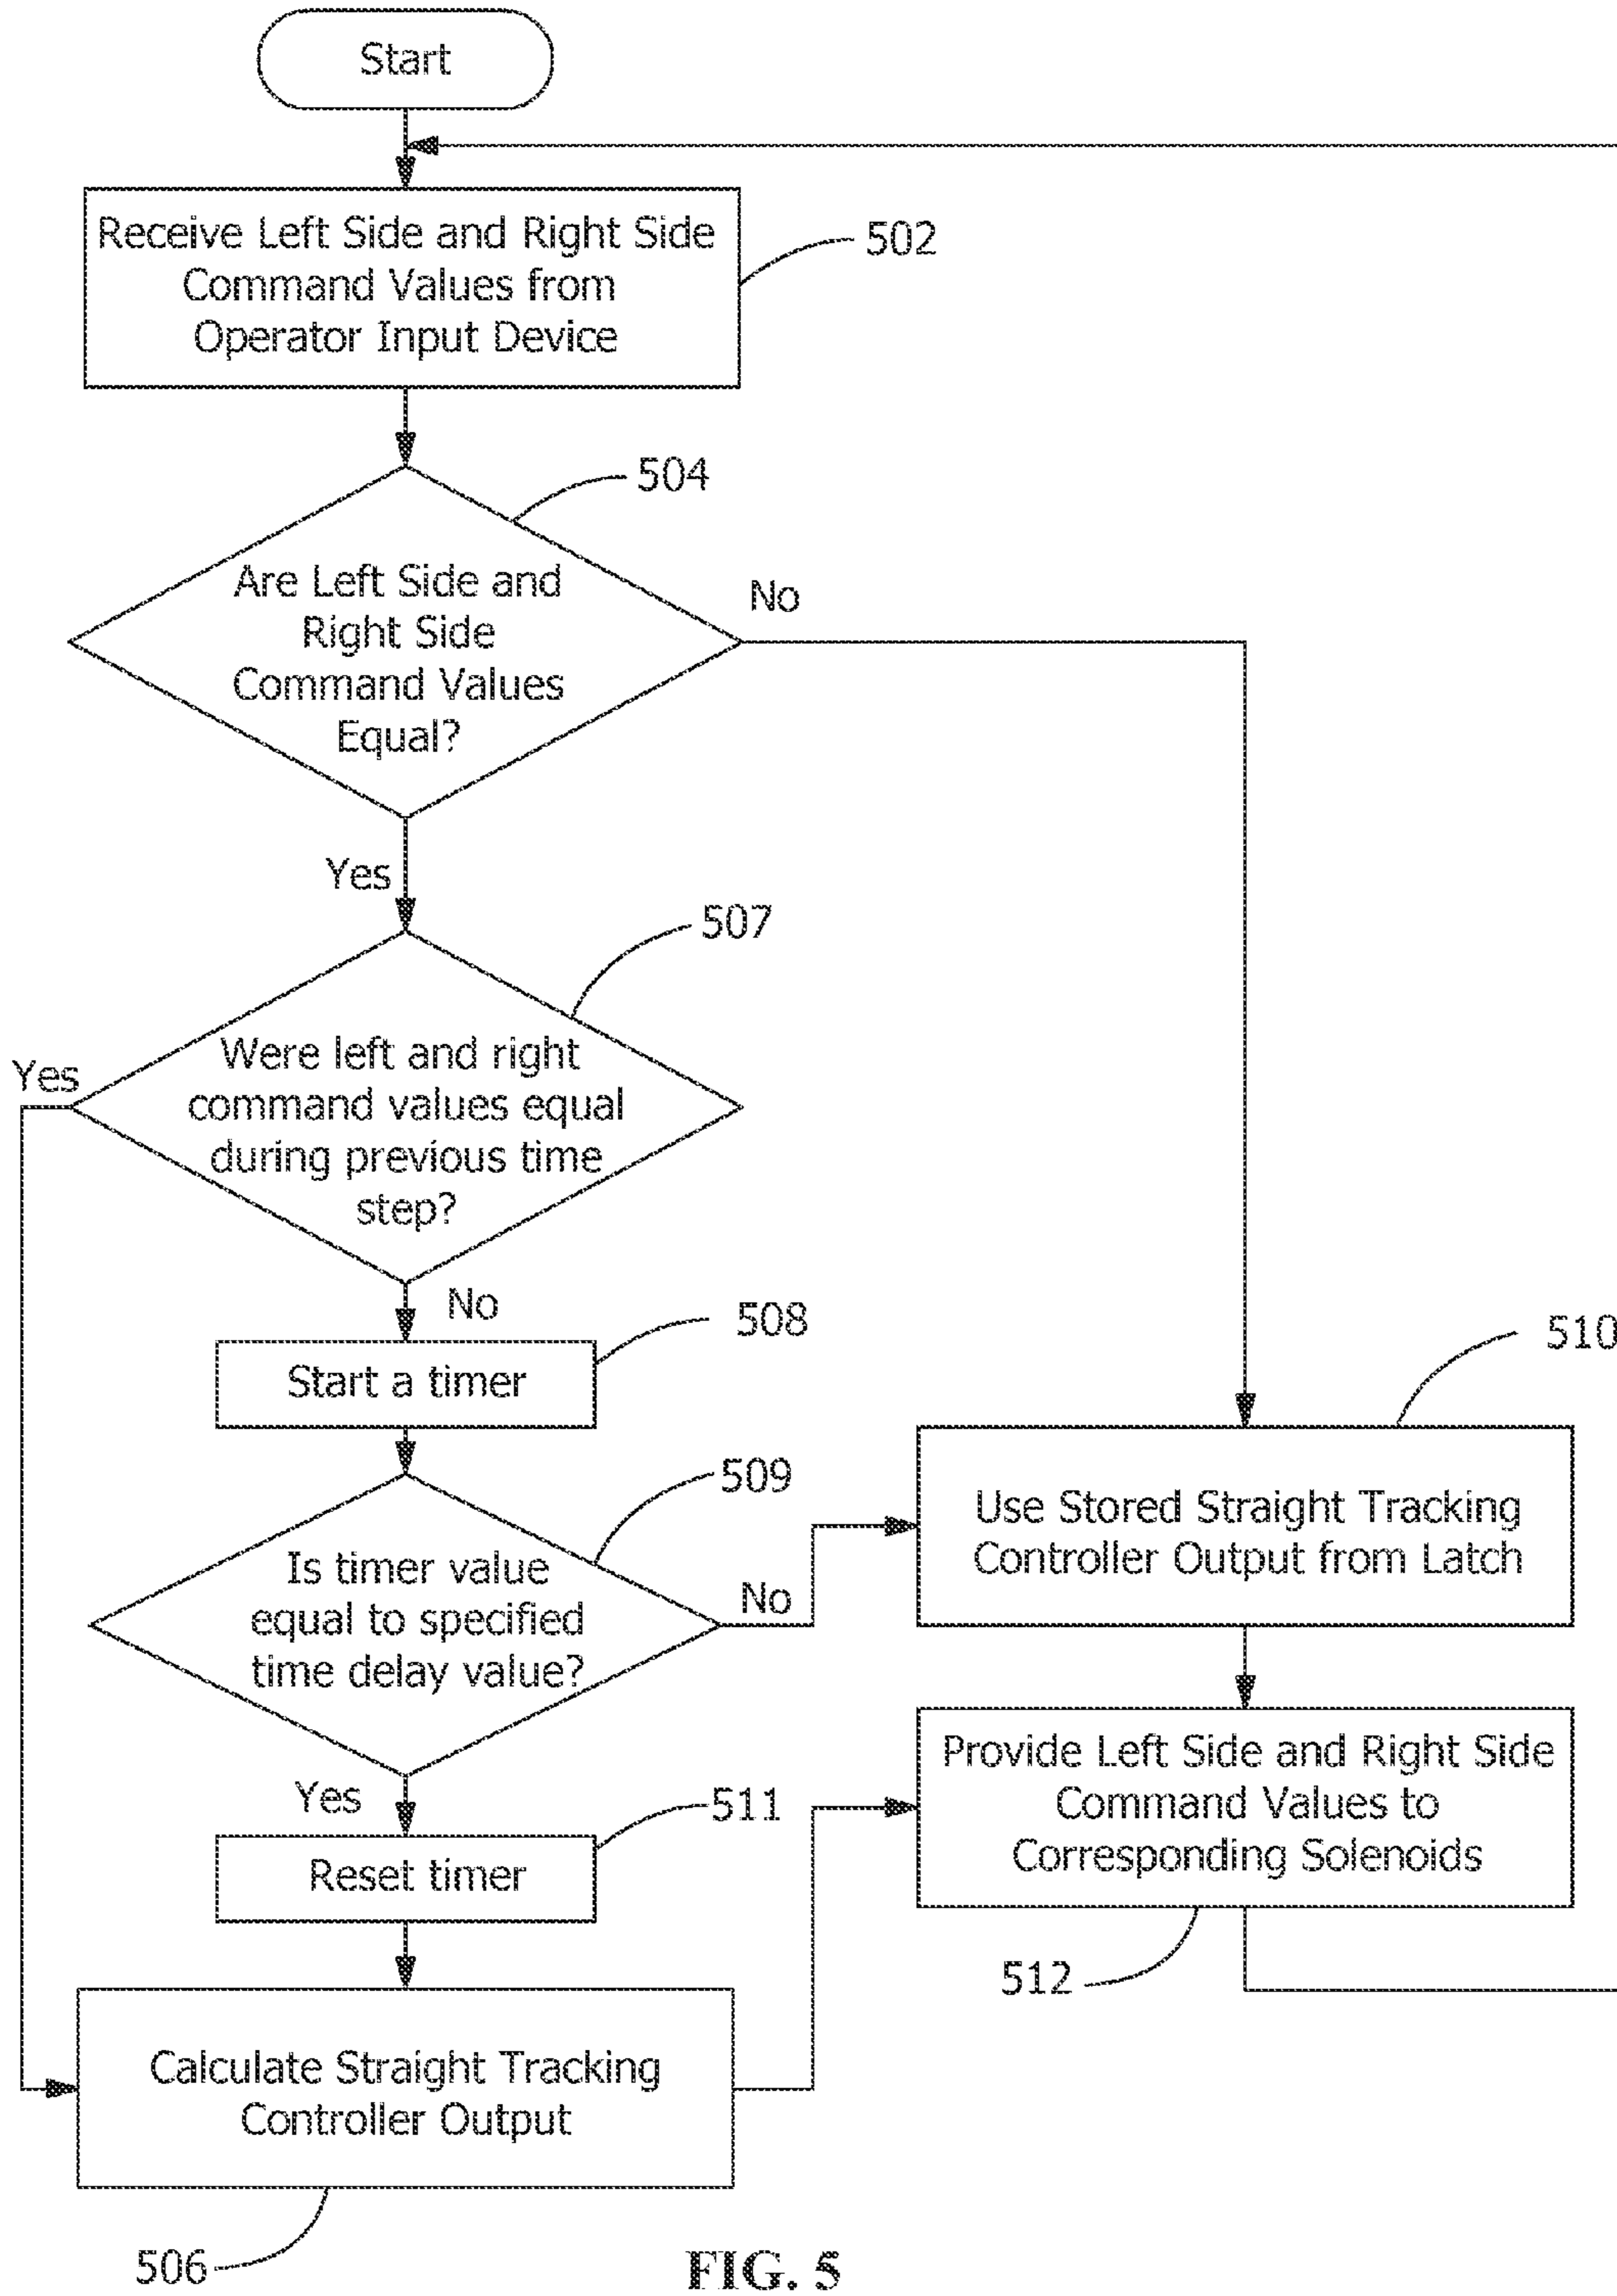 Start
Receive Left Side and Right Side
Command Values from
Operator Input Device
502
504
Are Left Side and
Right Side
Command Values
Equal?
No
Yes
507
Were left and right
command values equal
during previous time
step?
Yes
No
508
Start a timer
509
Is timer value
equal to specified
time delay value?
No
510
Use Stored Straight Tracking
Controller Output from Latch
Yes
511
Reset timer
Provide Left Side and Right Side
Command Values to
Corresponding Solenoids
512
Calculate Straight Tracking
Controller Output
506
FIG. 5